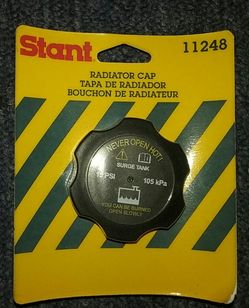 Stant
11248
RADIATOR CAP
TAPA DE RADIADOR
BOUCHON DE RADIATEUR
NEVER OPEN HOT!
SURGE TANK
15 PSI 105 kPa
YOU CAN BE BURNED
OPEN SLOWLY